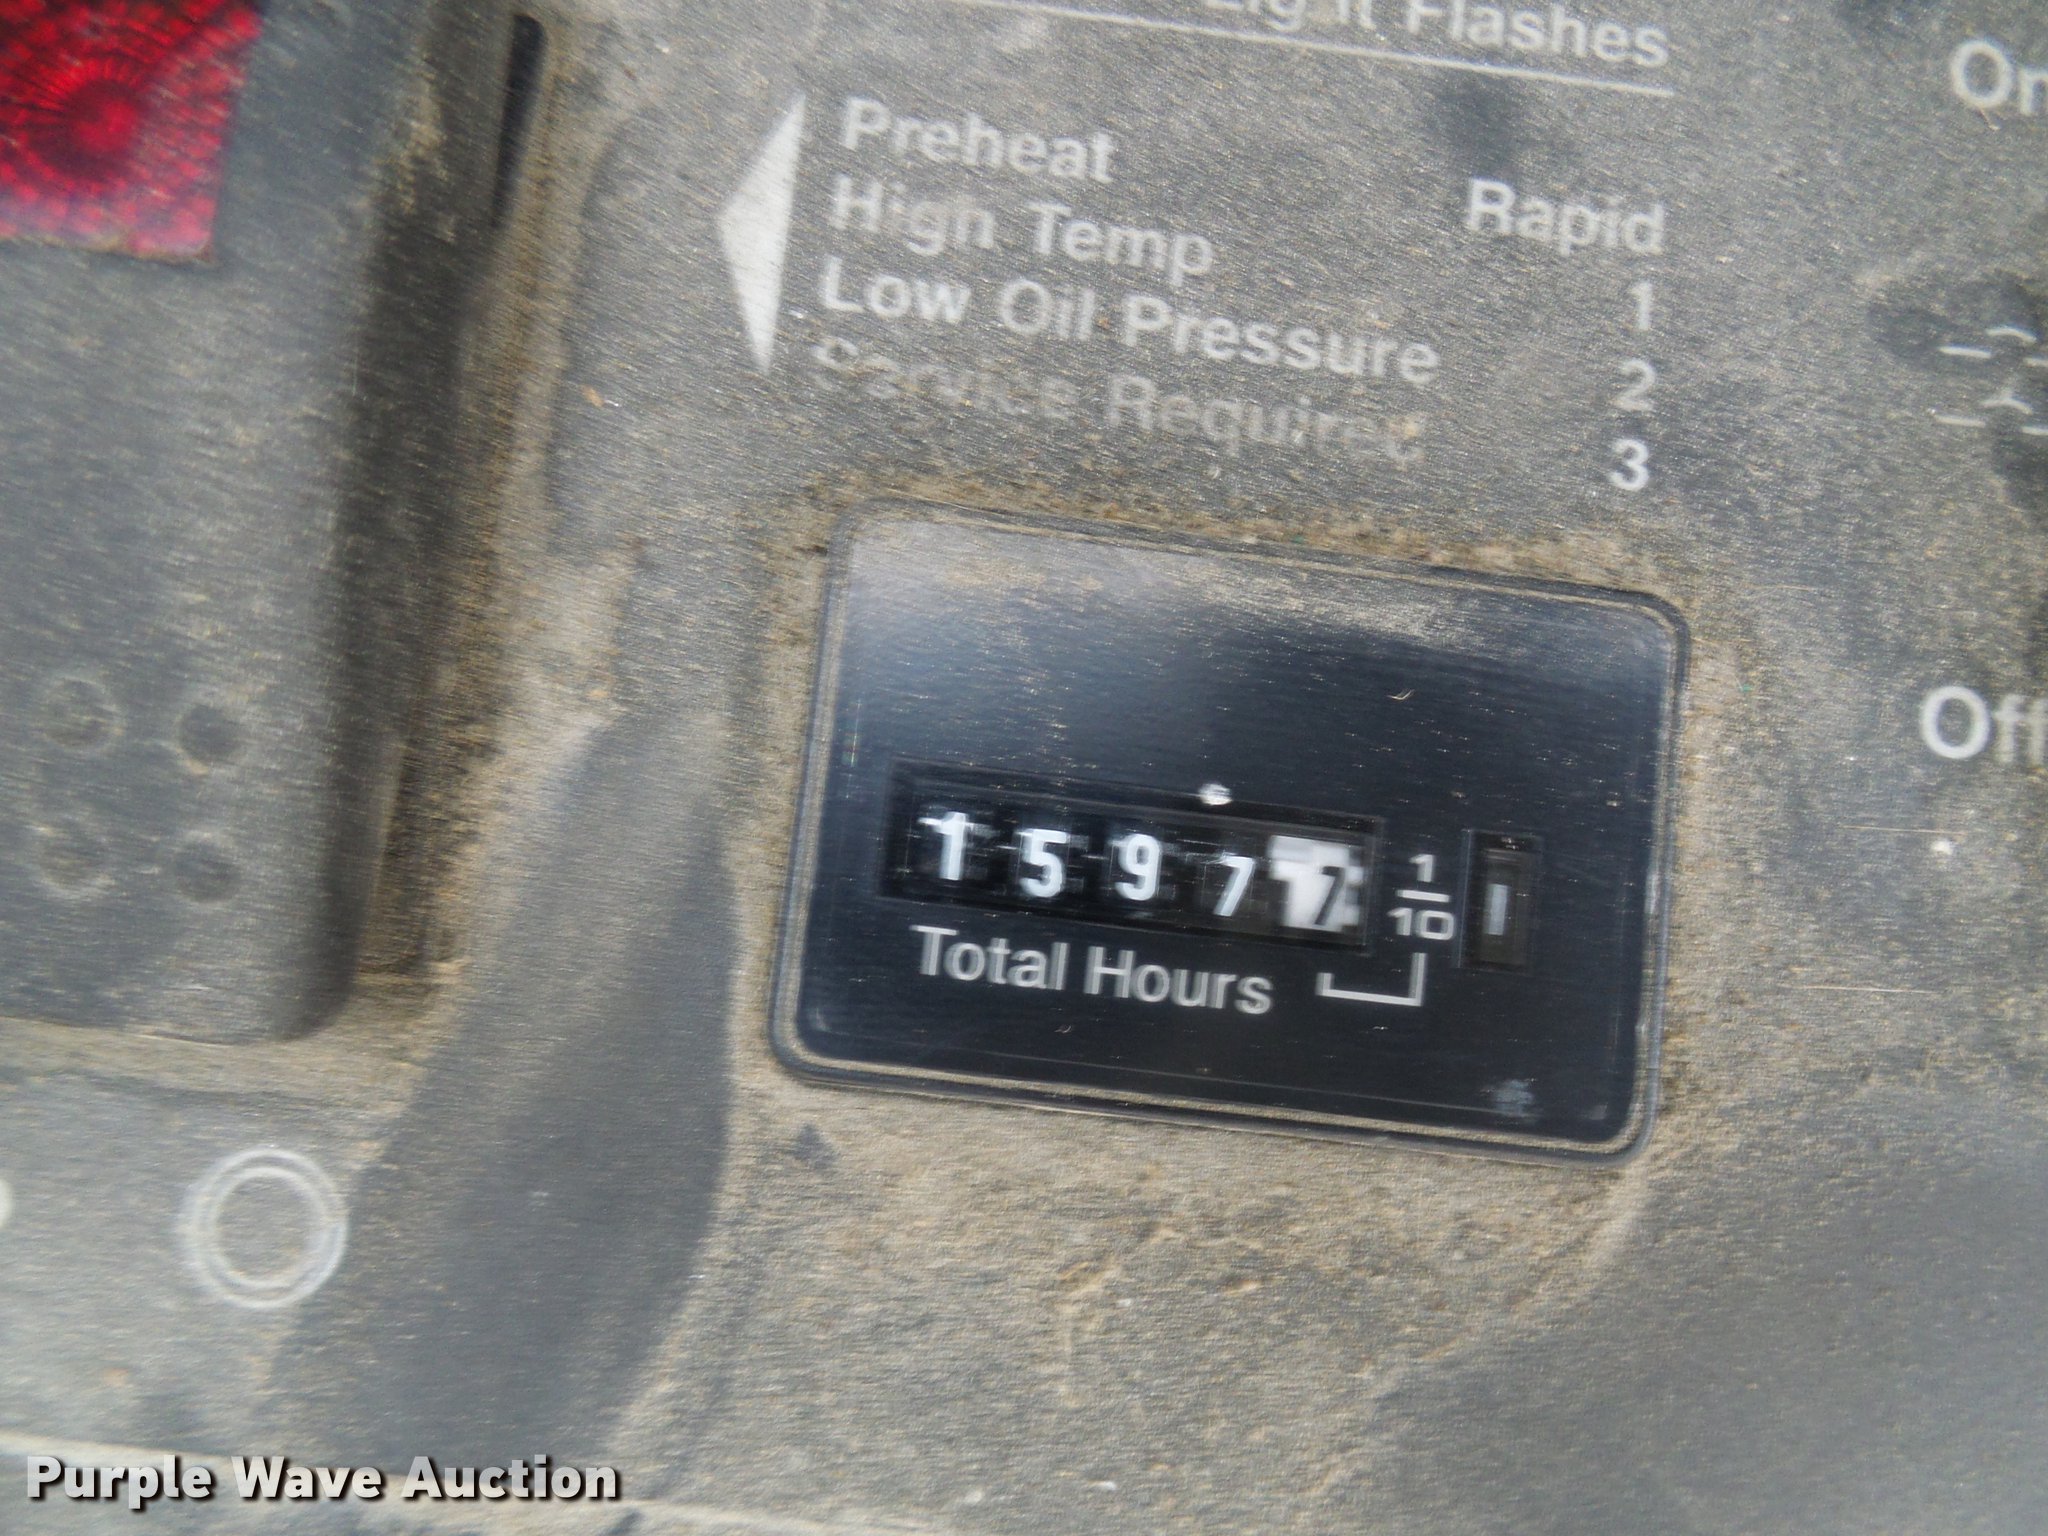 Light Flashes
On
Preheat
High Temp
Rapid
Low Oil Pressure
1
Service Required
2
3
Off
1 5 9 7 7
1/10
Total Hours
Purple Wave Auction